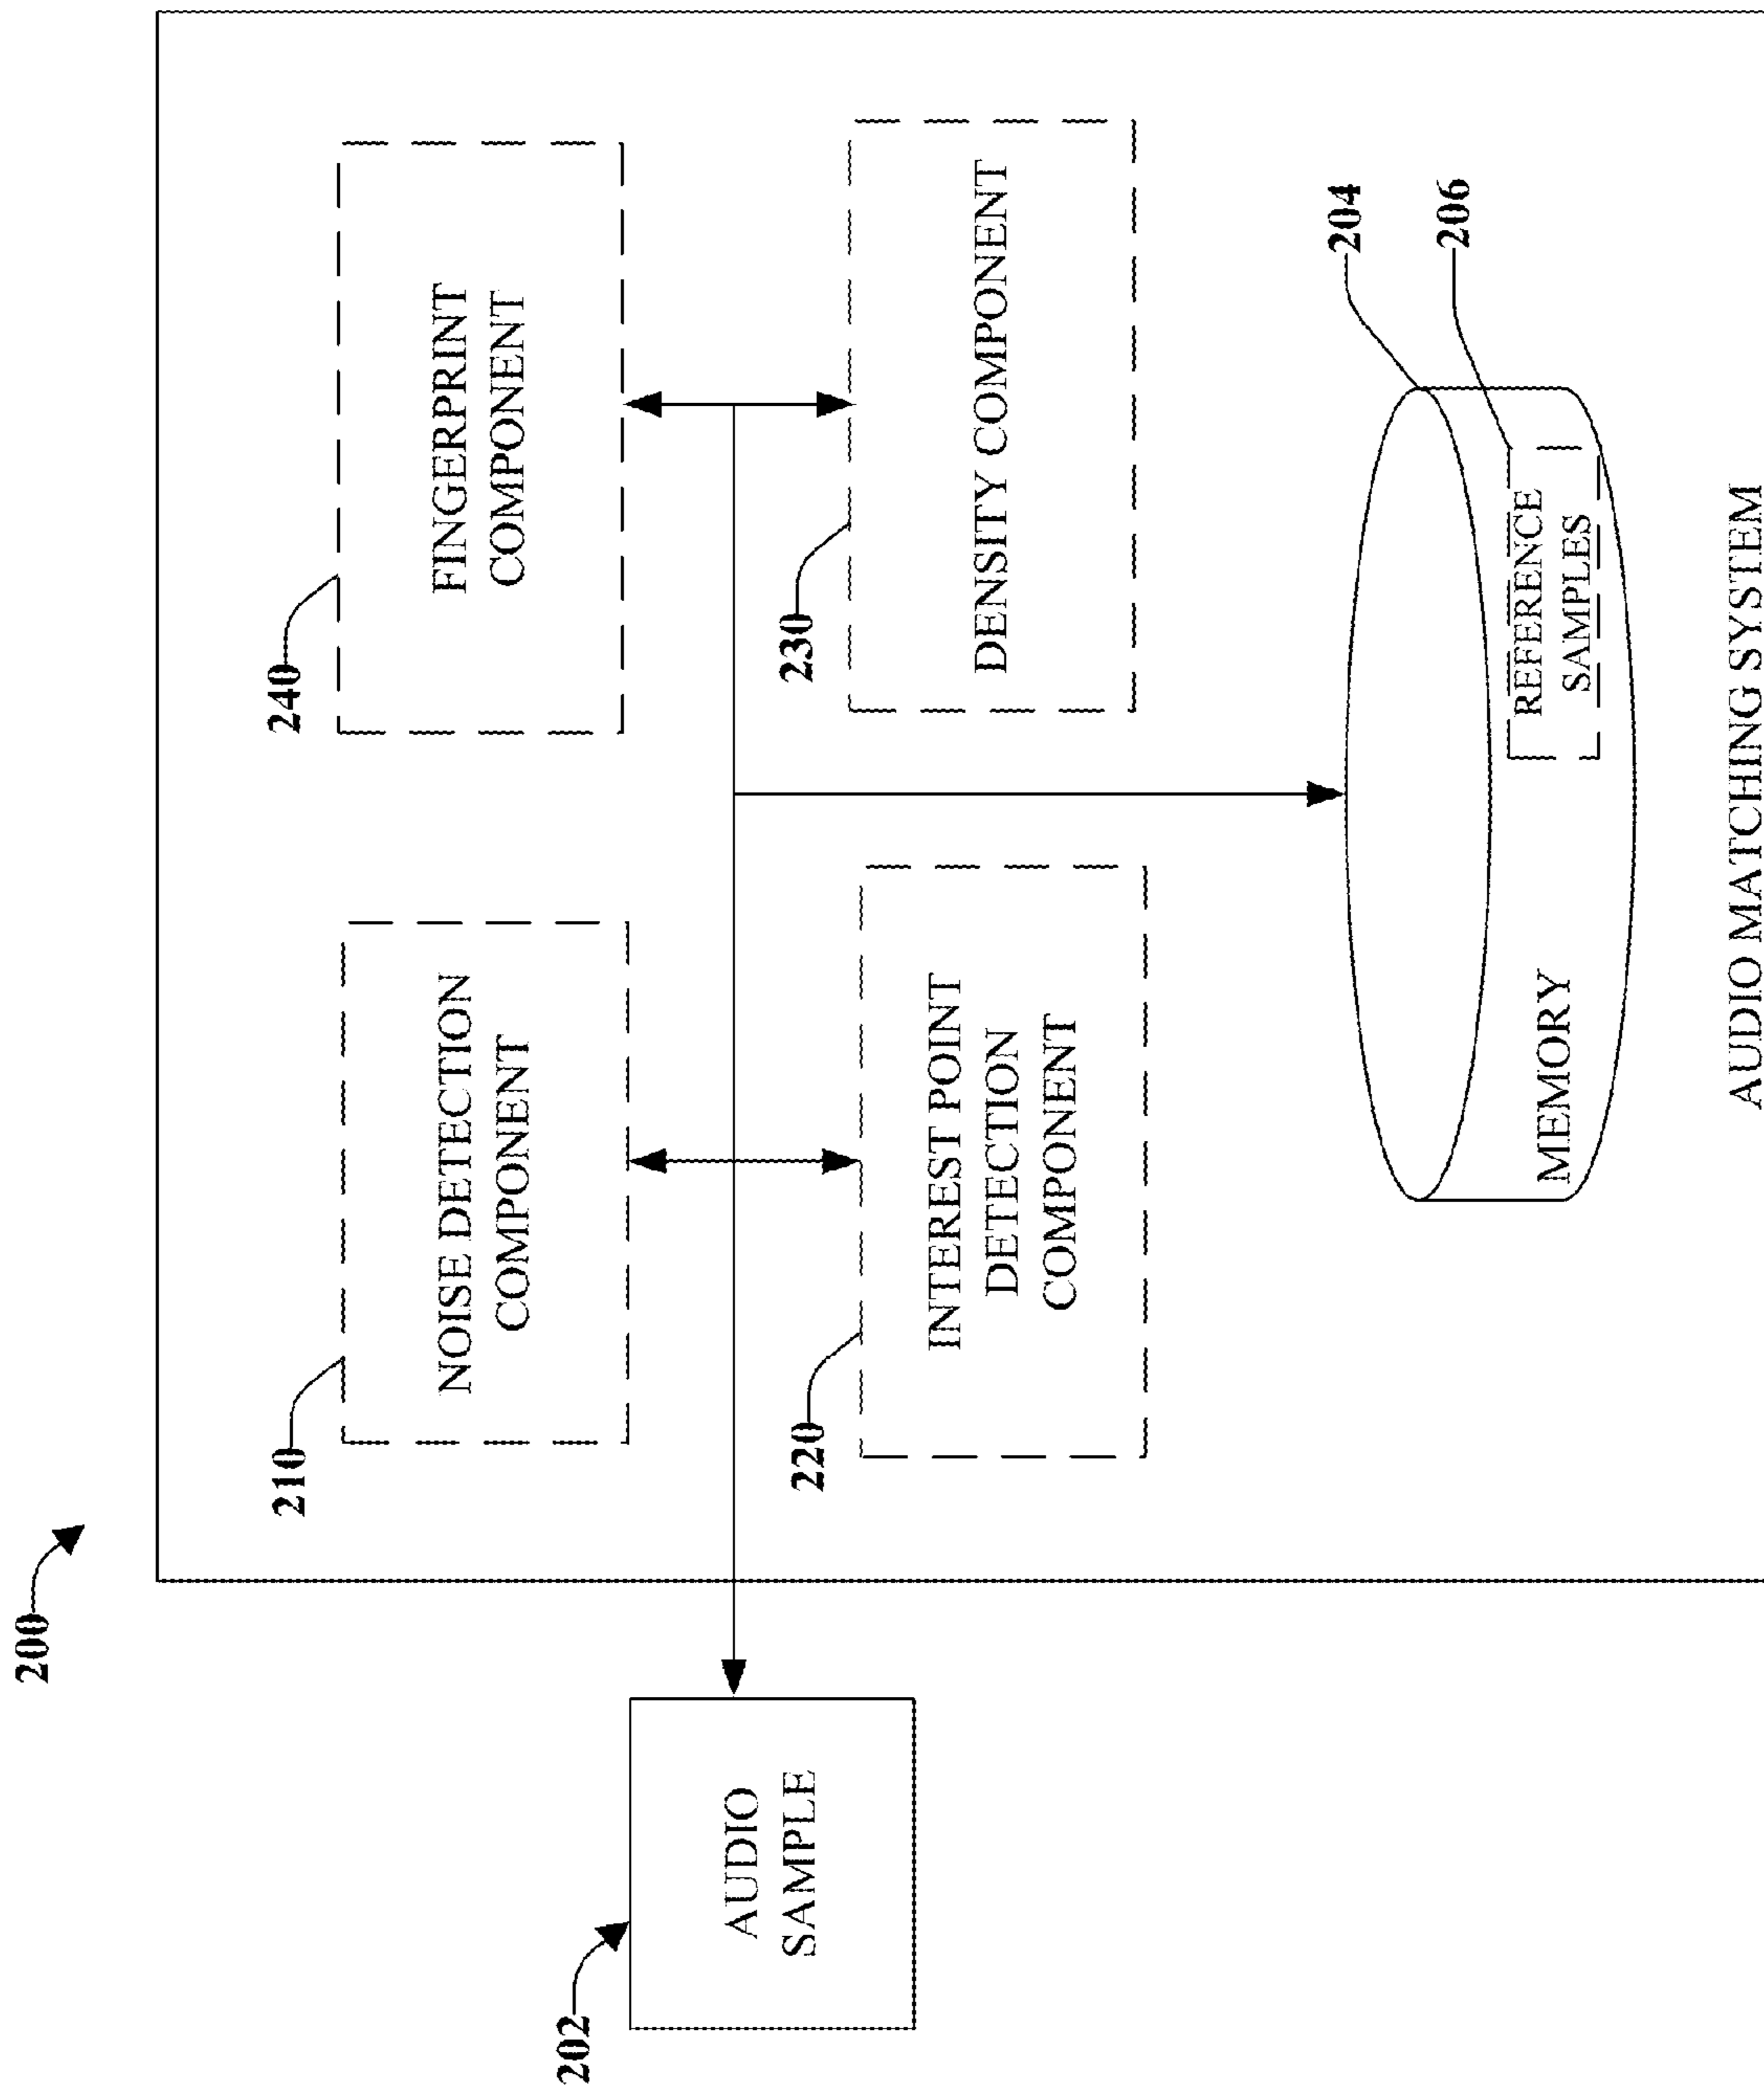 200
202
AUDIO
SAMPLE
210
NOISE DETECTION
COMPONENT
240
FINGERPRINT
COMPONENT
220
INTEREST POINT
DETECTION
COMPONENT
230
DENSITY COMPONENT
204
206
MEMORY
REFERENCE
SAMPLES
AUDIO MATCHING SYSTEM